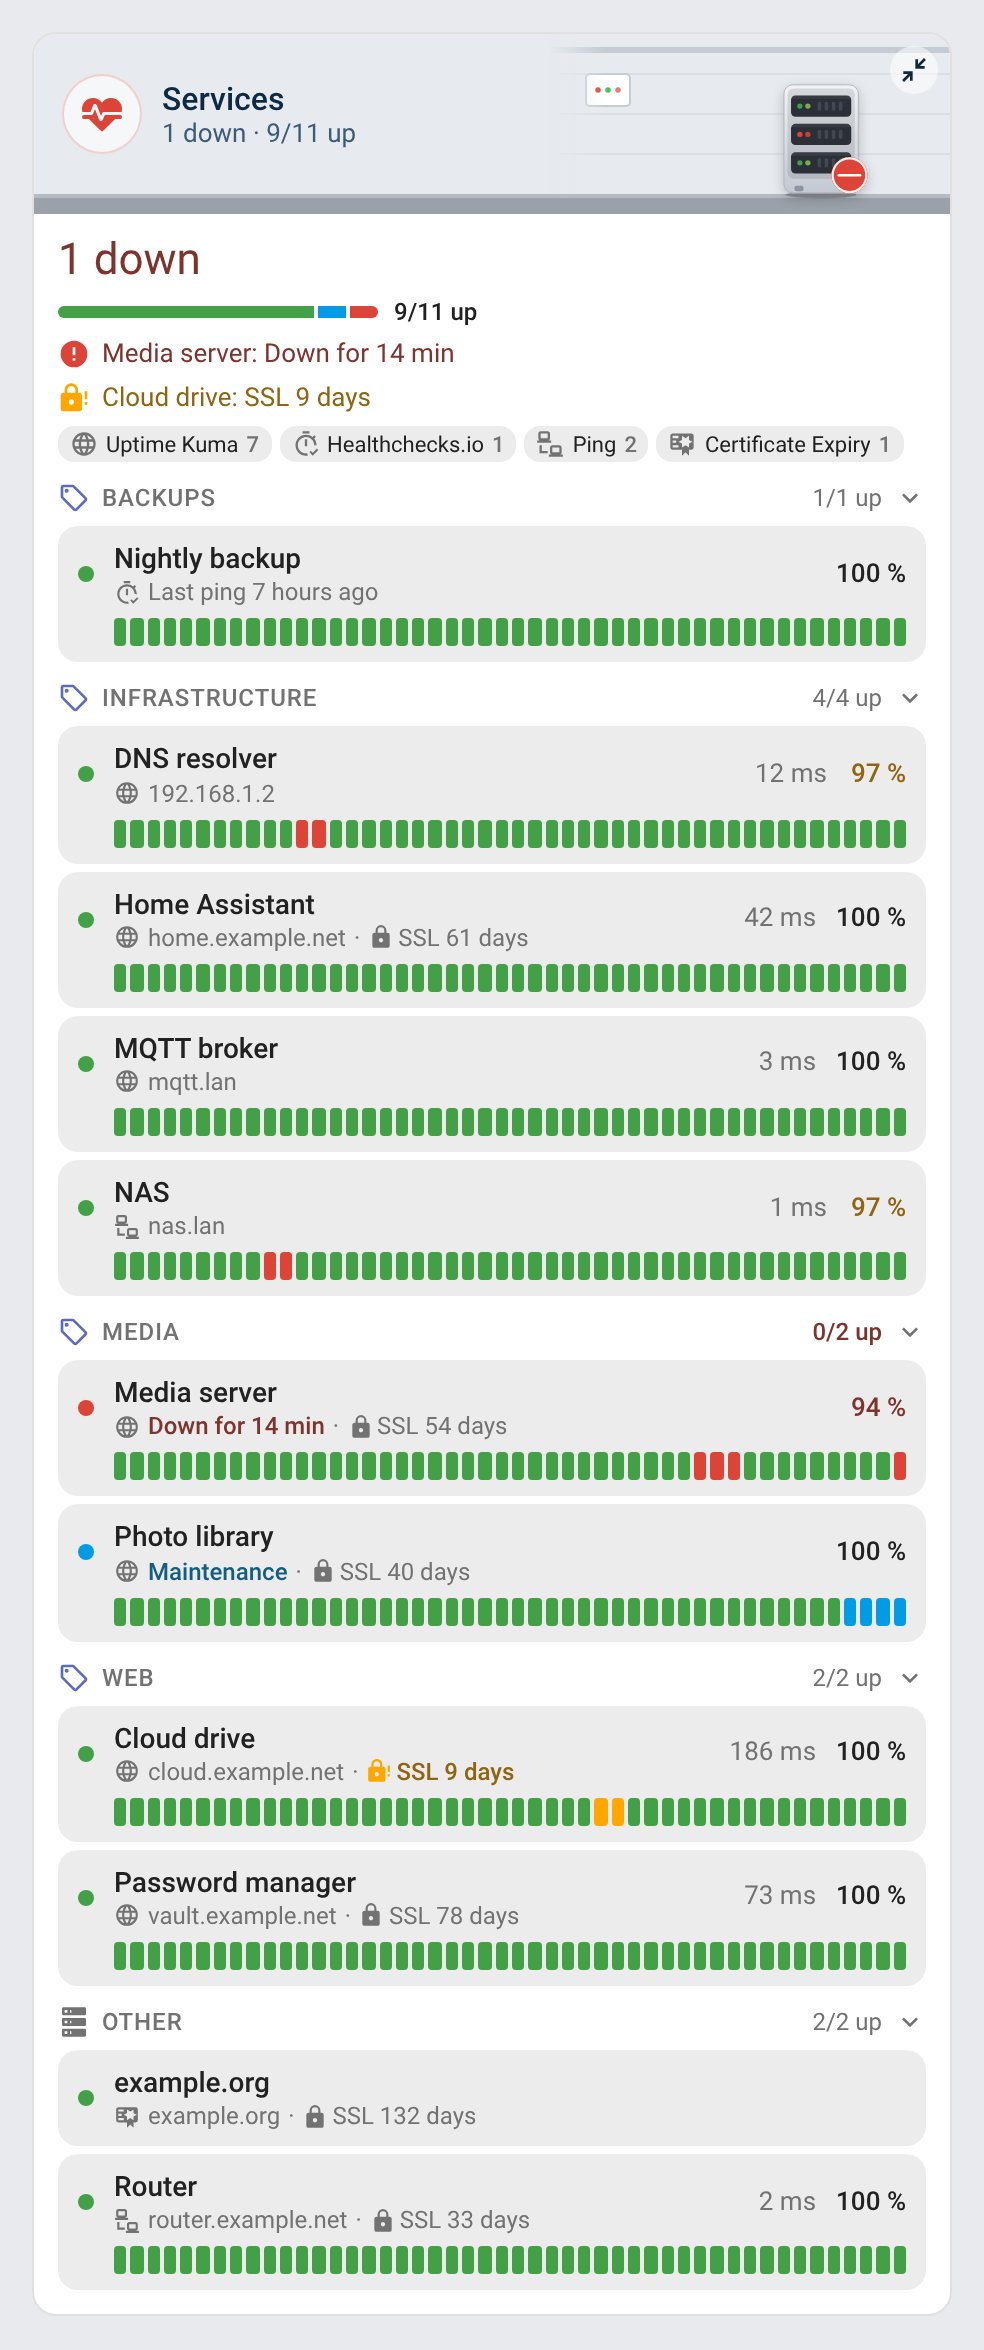 Services
1 down · 9/11 up
1 down
9/11 up
Media server: Down for 14 min
Cloud drive: SSL 9 days
Uptime Kuma 7 Healthchecks.io 1 Ping 2 Certificate Expiry 1
BACKUPS 1/1 up
Nightly backup
100 %
Last ping 7 hours ago
INFRASTRUCTURE 4/4 up
DNS resolver
12 ms 97 %
192.168.1.2
Home Assistant
42 ms 100 %
home.example.net · SSL 61 days
MQTT broker
3 ms 100 %
mqtt.lan
NAS
1 ms 97 %
nas.lan
MEDIA 0/2 up
Media server
94 %
Down for 14 min · SSL 54 days
Photo library
100 %
Maintenance · SSL 40 days
WEB 2/2 up
Cloud drive
186 ms 100 %
cloud.example.net · SSL 9 days
Password manager
73 ms 100 %
vault.example.net · SSL 78 days
OTHER 2/2 up
example.org
example.org · SSL 132 days
Router
2 ms 100 %
router.example.net · SSL 33 days